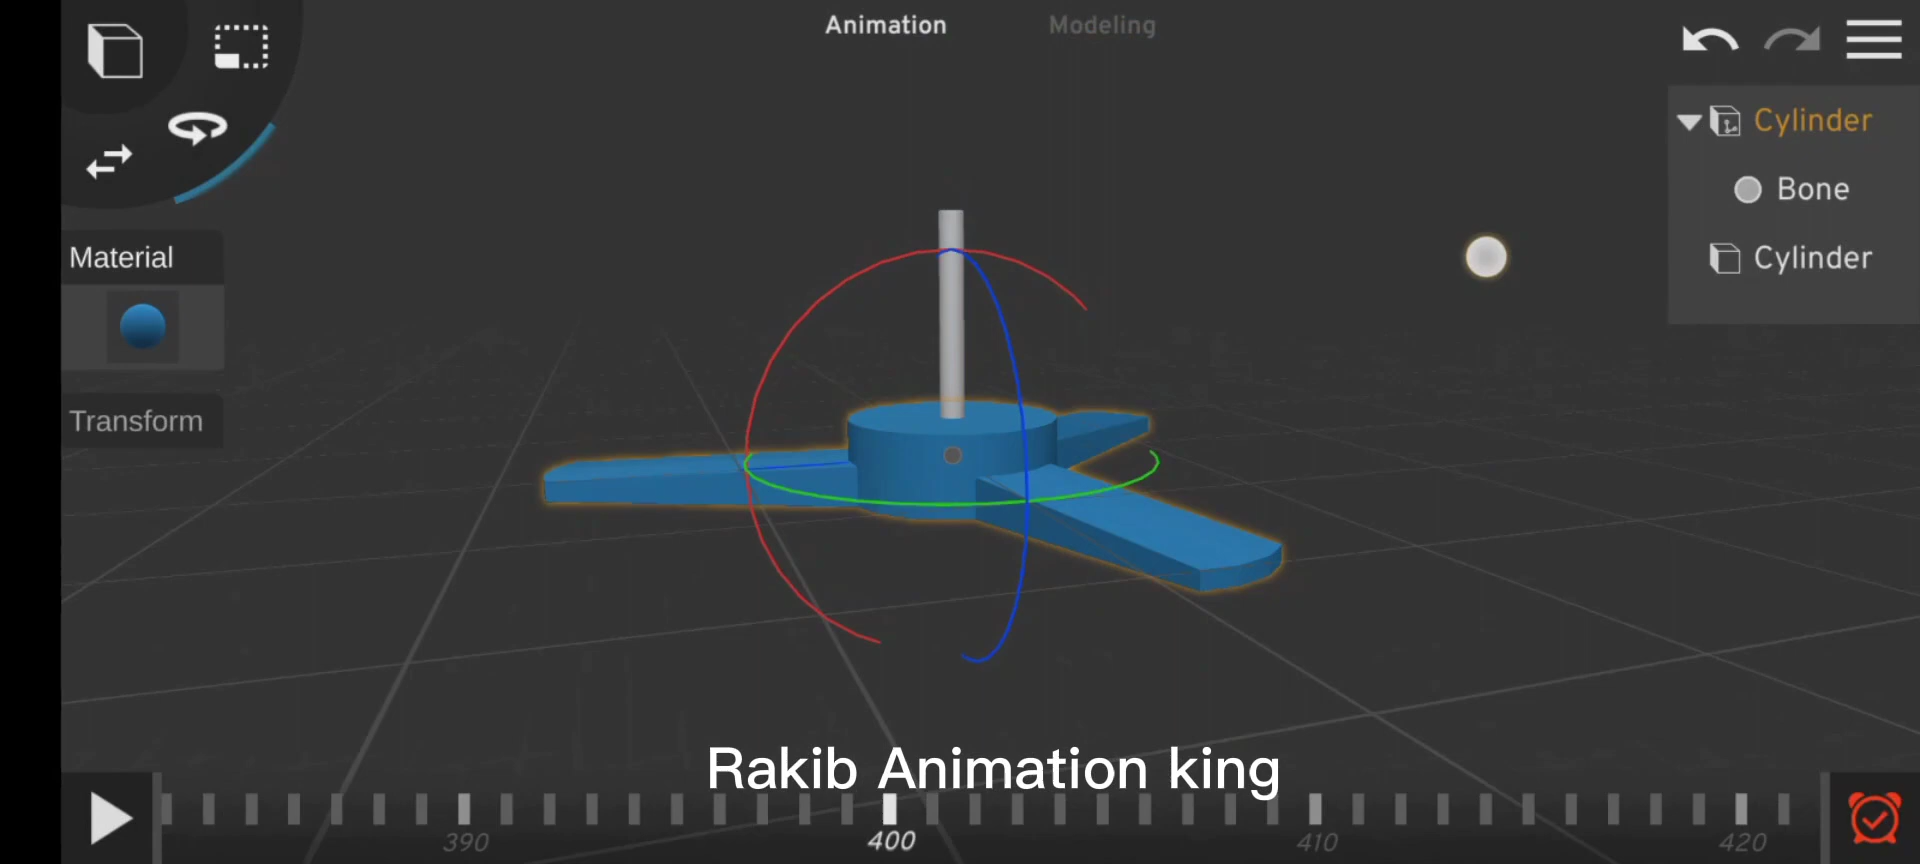 Animation
Modeling
Cylinder
Bone
Cylinder
Material
Transform
Rakib Animation king
390
400
410
420